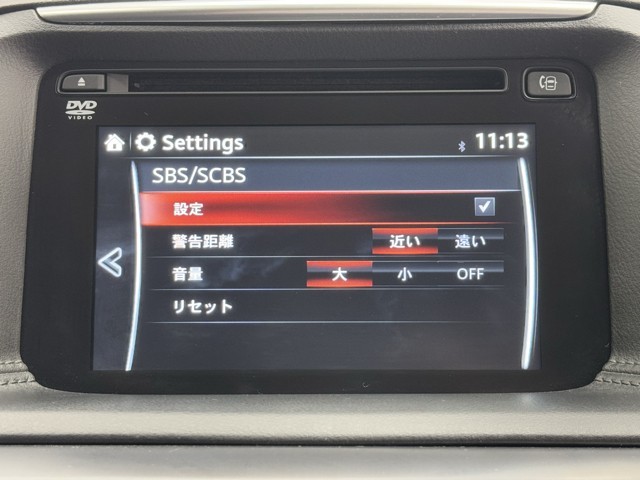 DVD
VIDEO
Settings 11:13
SBS/SCBS
設定
警告距離 近い 遠い
音量 大 小 OFF
リセット